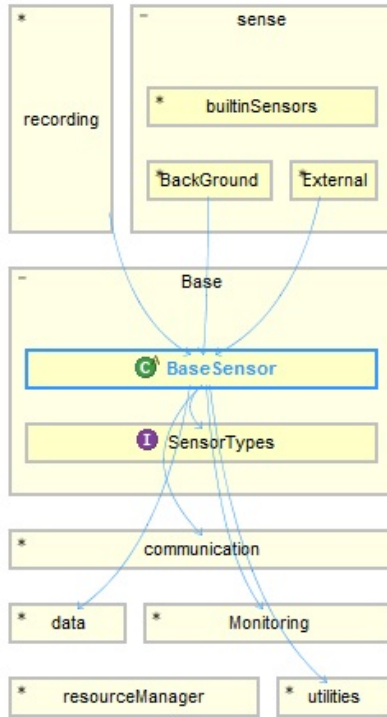 * recording
- sense
* builtinSensors
* BackGround
* External
- Base
C BaseSensor
I SensorTypes
* communication
* data
* Monitoring
* resourceManager
* utilities